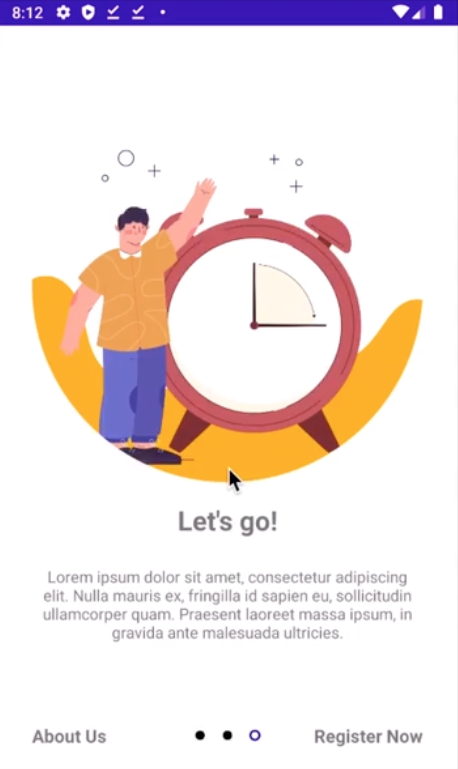 8:12
Let's go!
Lorem ipsum dolor sit amet, consectetur adipiscing
elit. Nulla mauris ex, fringilla id sapien eu, sollicitudin
ullamcorper quam. Praesent laoreet massa ipsum, in
gravida ante malesuada ultricies.
About Us
Register Now